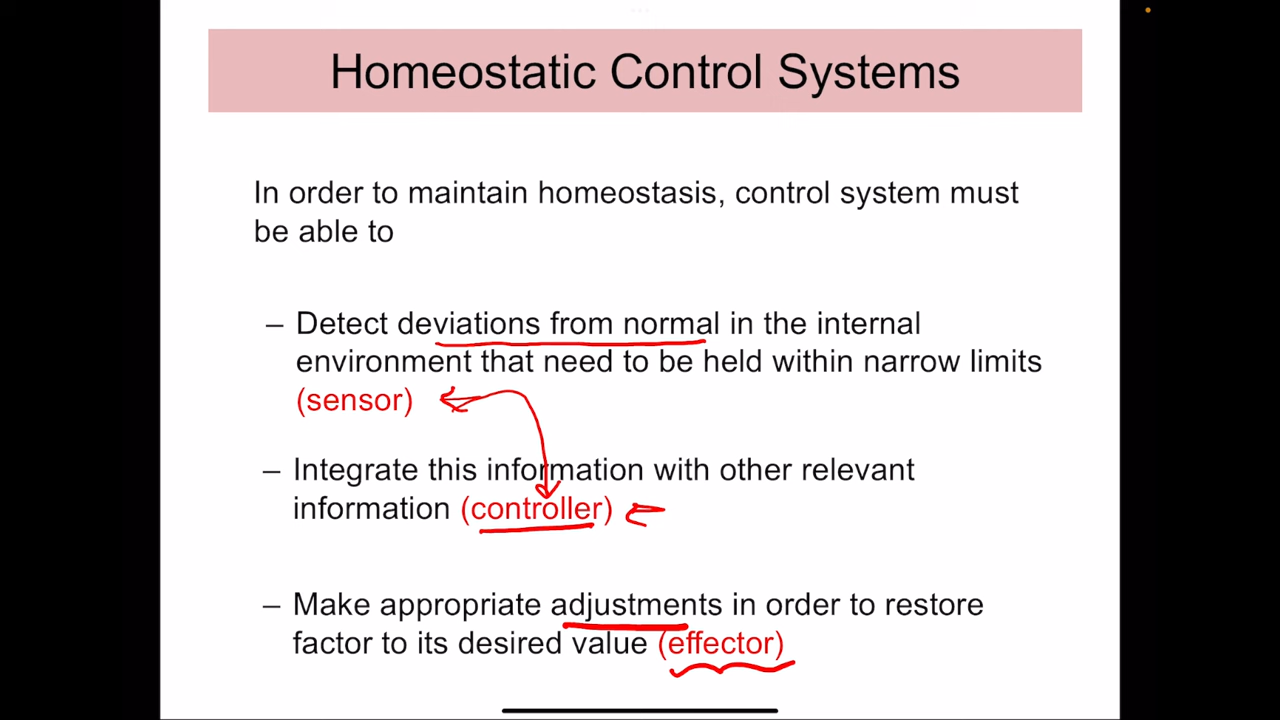 Homeostatic Control Systems
In order to maintain homeostasis, control system must
be able to
– Detect deviations from normal in the internal
environment that need to be held within narrow limits
(sensor)
– Integrate this information with other relevant
information (controller)
– Make appropriate adjustments in order to restore
factor to its desired value (effector)